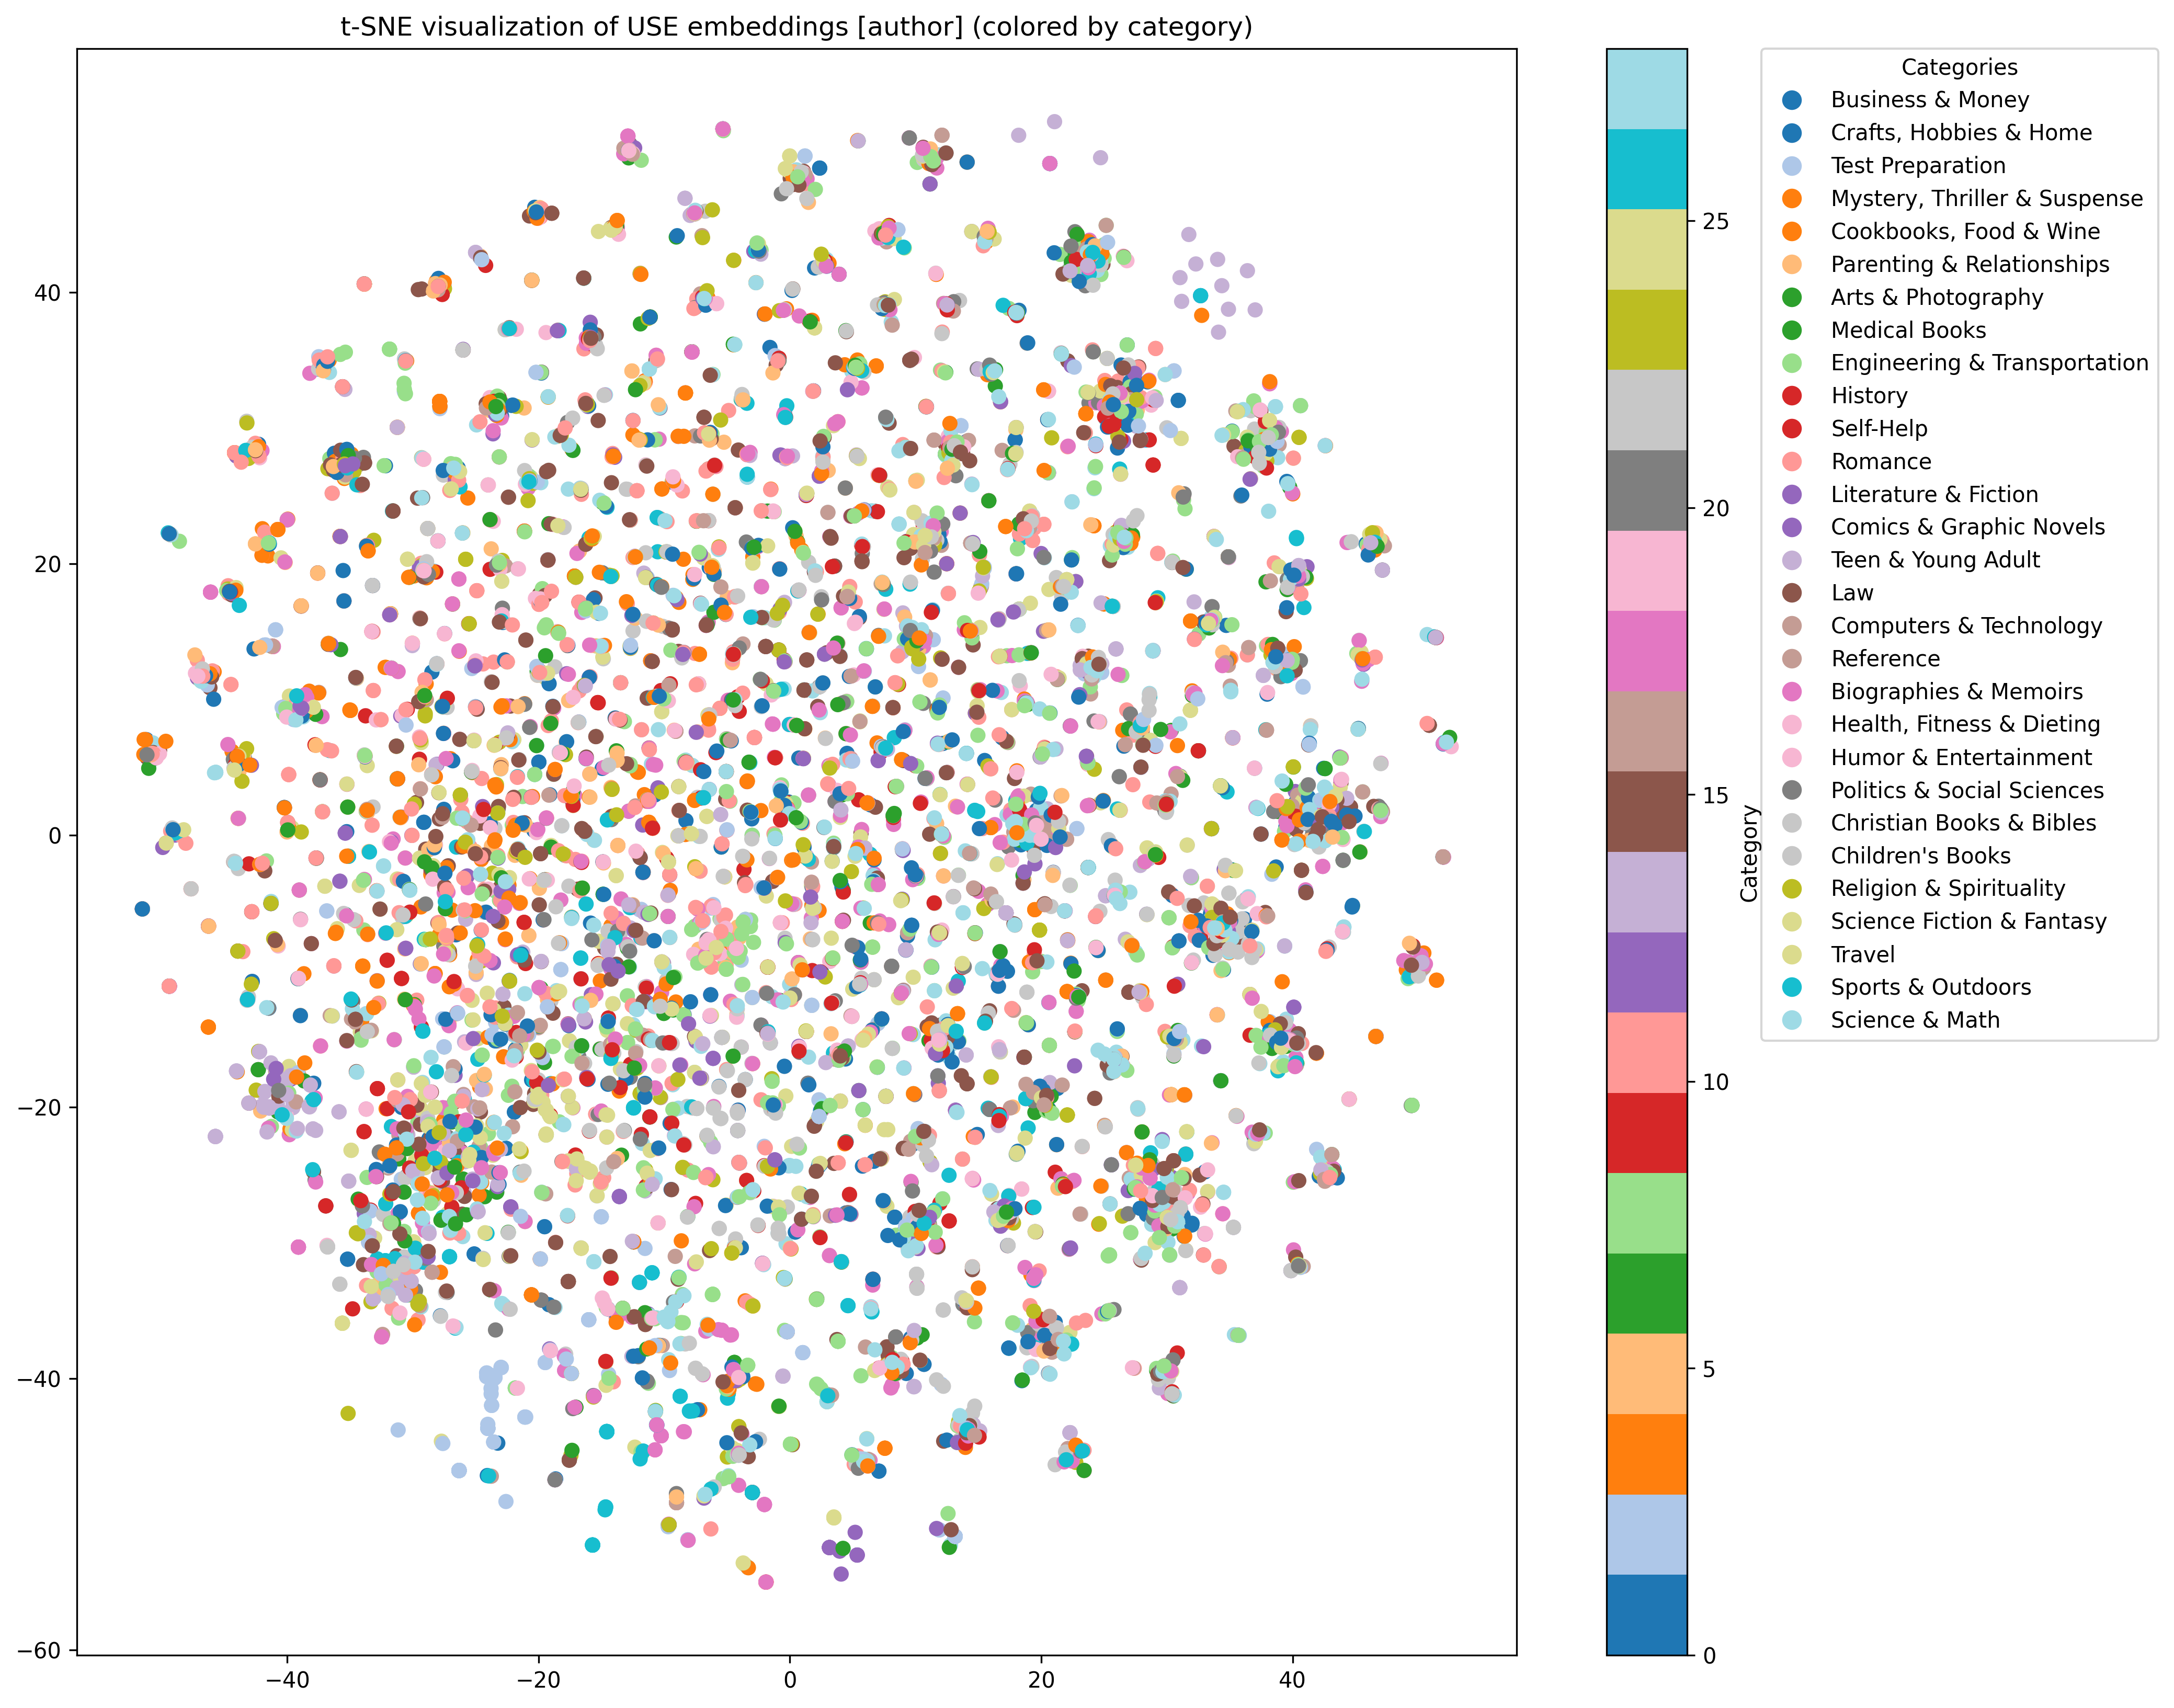 t-SNE visualization of USE embeddings [author] (colored by category)
40
20
0
−20
−40
−60
−40
−20
0
20
40
25
20
15
10
5
0
Category
Categories
Business & Money
Crafts, Hobbies & Home
Test Preparation
Mystery, Thriller & Suspense
Cookbooks, Food & Wine
Parenting & Relationships
Arts & Photography
Medical Books
Engineering & Transportation
History
Self-Help
Romance
Literature & Fiction
Comics & Graphic Novels
Teen & Young Adult
Law
Computers & Technology
Reference
Biographies & Memoirs
Health, Fitness & Dieting
Humor & Entertainment
Politics & Social Sciences
Christian Books & Bibles
Children's Books
Religion & Spirituality
Science Fiction & Fantasy
Travel
Sports & Outdoors
Science & Math